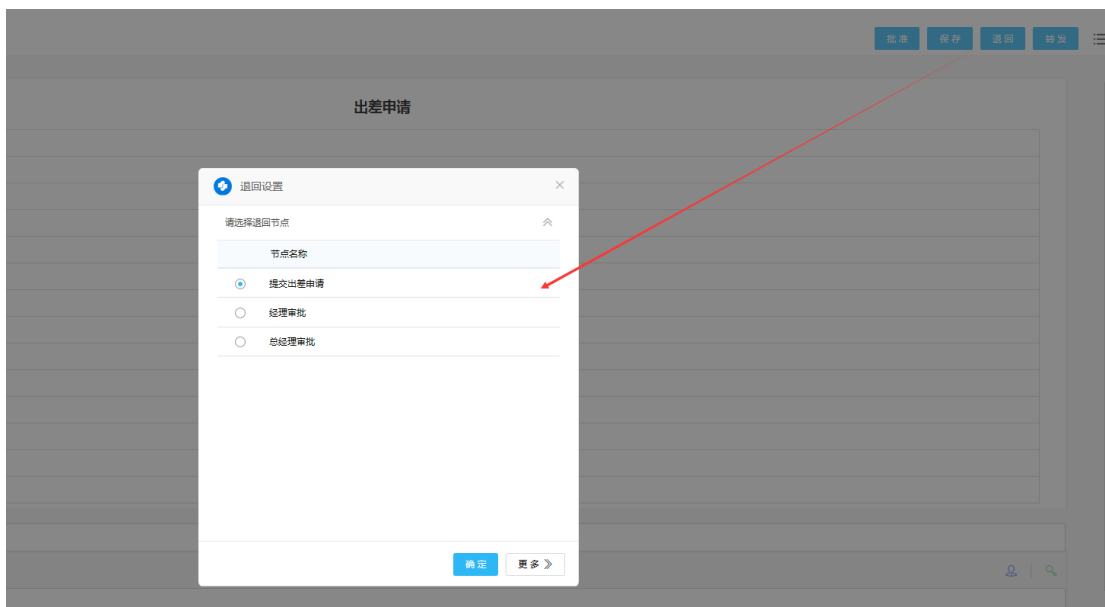 批准 保存 退回 转发
出差申请
退回设置
请选择退回节点
节点名称
提交出差申请
经理审批
总经理审批
确定 更多